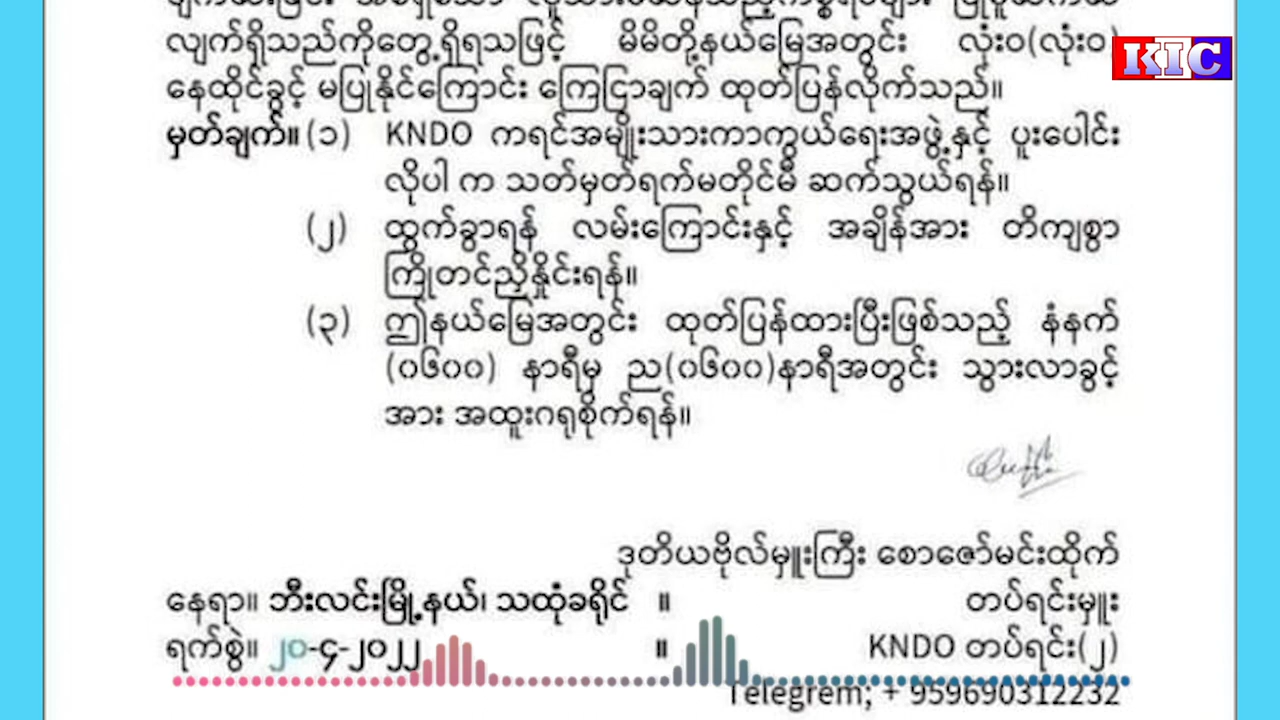 လျက်ရှိသည်ကိုတွေ့ရှိရသဖြင့် မိမိတို့နယ်မြေအတွင်း လုံးဝ(လုံးဝ)
KIC
နေထိုင်ခွင့် မပြုနိုင်ကြောင်း ကြေငြာချက် ထုတ်ပြန်လိုက်သည်။
မှတ်ချက်။ (၁) KNDO ကရင်အမျိုးသားကာကွယ်ရေးအဖွဲ့နှင့် ပူးပေါင်း
လိုပါ က သတ်မှတ်ရက်မတိုင်မီ ဆက်သွယ်ရန်။
(၂) ထွက်ခွာရန် လမ်းကြောင်းနှင့် အချိန်အား တိကျစွာ
ကြိုတင်ညှိနှိုင်းရန်။
(၃) ဤနယ်မြေအတွင်း ထုတ်ပြန်ထားပြီးဖြစ်သည့် နံနက်
(၀၆၀၀) နာရီမှ ည(၀၆၀၀)နာရီအတွင်း သွားလာခွင့်
အား အထူးဂရုစိုက်ရန်။
ဒုတိယဗိုလ်မှူးကြီး စောဇော်မင်းထိုက်
နေရာ။ ဘီးလင်းမြို့နယ်၊ သထုံခရိုင် ။ တပ်ရင်းမှူး
ရက်စွဲ။ ၂၀-၄-၂၀၂၂ ။ KNDO တပ်ရင်း(၂)
Telegrem; + 959690312232